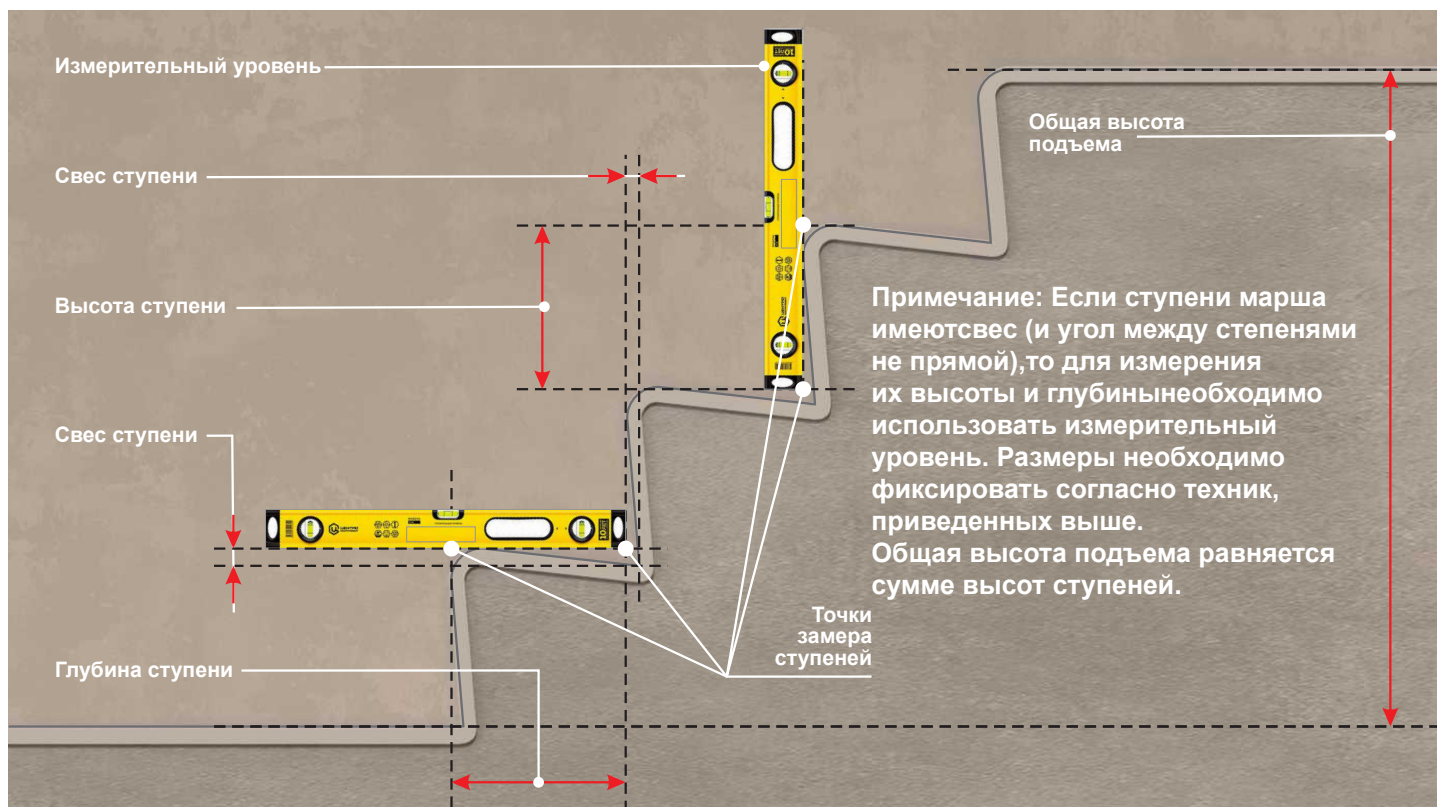 Измерительный уровень
Свес ступени
Высота ступени
Свес ступени
Глубина ступени
Общая высота
подъема
Примечание: Если ступени марша
имеютсвес (и угол между степенями
не прямой),то для измерения
их высоты и глубинынеобходимо
использовать измерительный
уровень. Размеры необходимо
фиксировать согласно техник,
приведенных выше.
Общая высота подъема равняется
сумме высот ступеней.
Точки
замера
ступеней
10
10